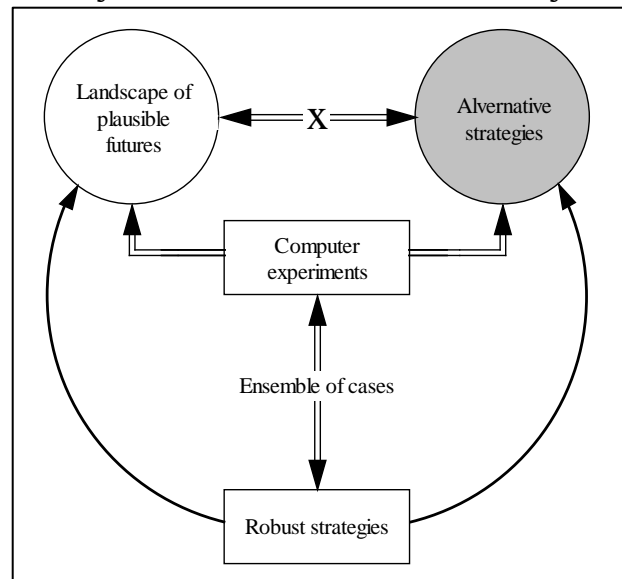 Landscape of
plausible
futures
X
Alvernative
strategies
Computer
experiments
Ensemble of cases
Robust strategies